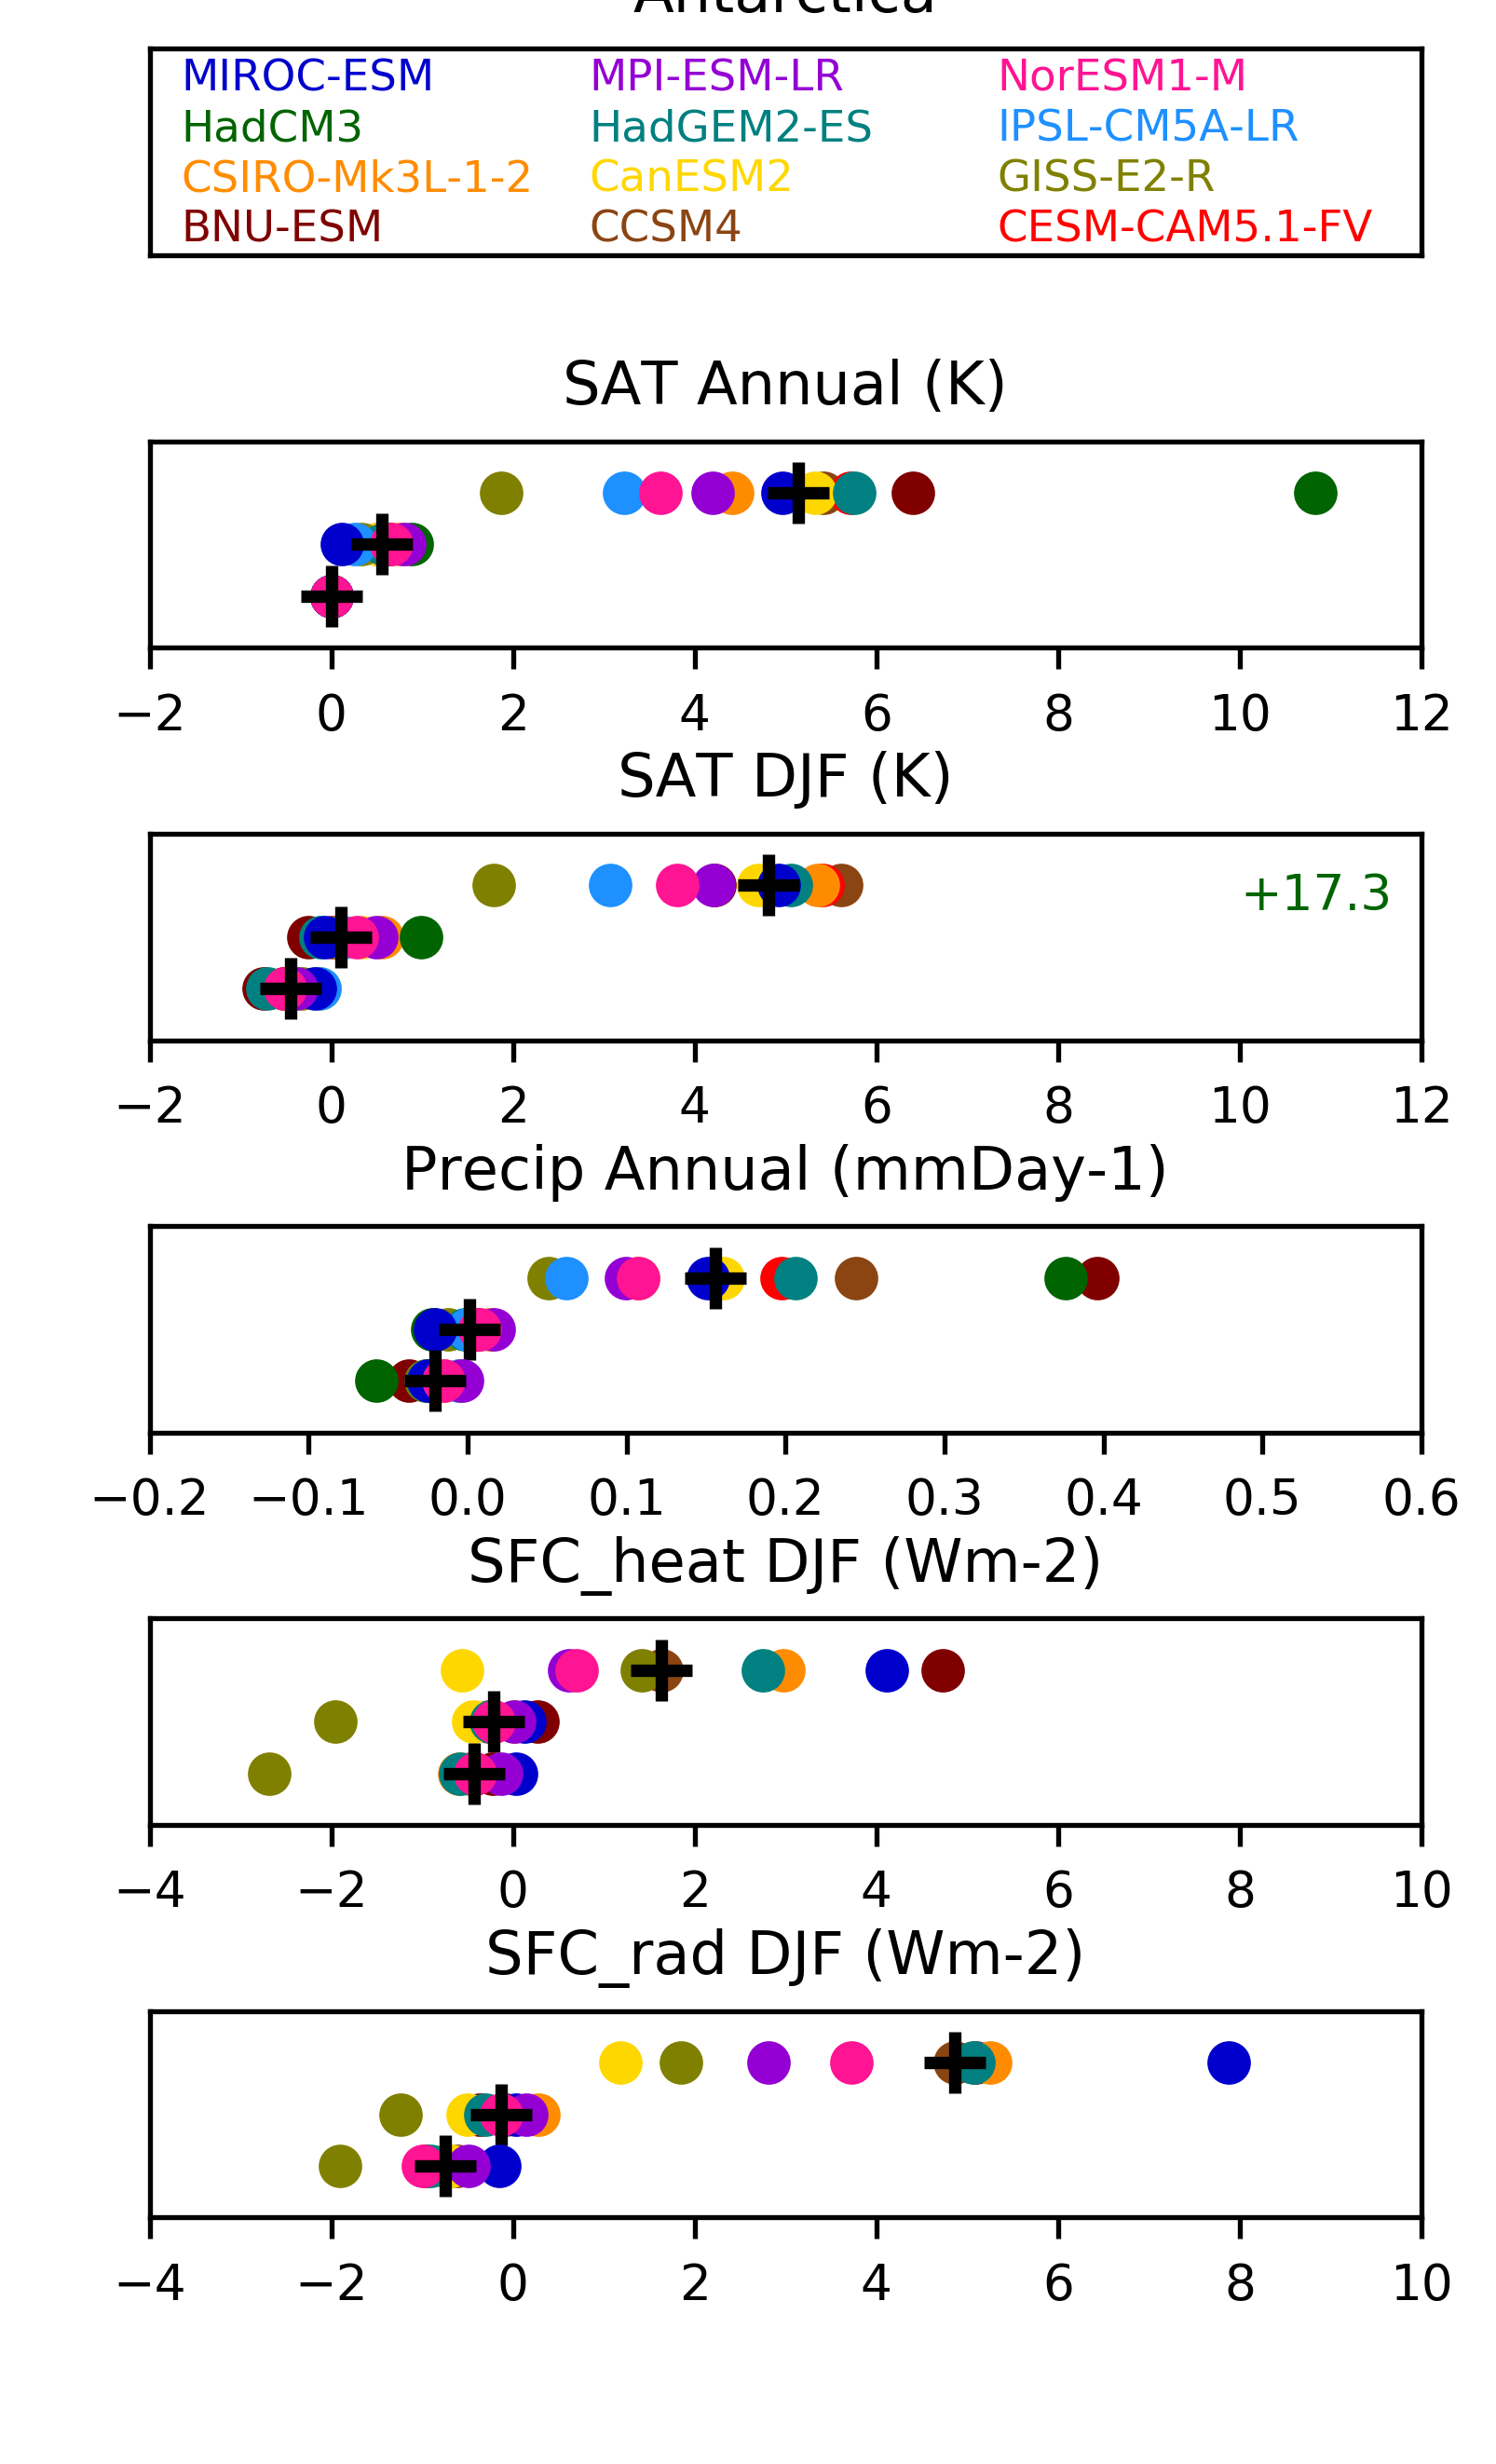 Antarctica
MIROC-ESM MPI-ESM-LR NorESM1-M
HadCM3 HadGEM2-ES IPSL-CM5A-LR
CSIRO-Mk3L-1-2 CanESM2 GISS-E2-R
BNU-ESM CCSM4 CESM-CAM5.1-FV
SAT Annual (K)
−2 0 2 4 6 8 10 12
SAT DJF (K)
+17.3
−2 0 2 4 6 8 10 12
Precip Annual (mmDay-1)
−0.2 −0.1 0.0 0.1 0.2 0.3 0.4 0.5 0.6
SFC_heat DJF (Wm-2)
−4 −2 0 2 4 6 8 10
SFC_rad DJF (Wm-2)
−4 −2 0 2 4 6 8 10